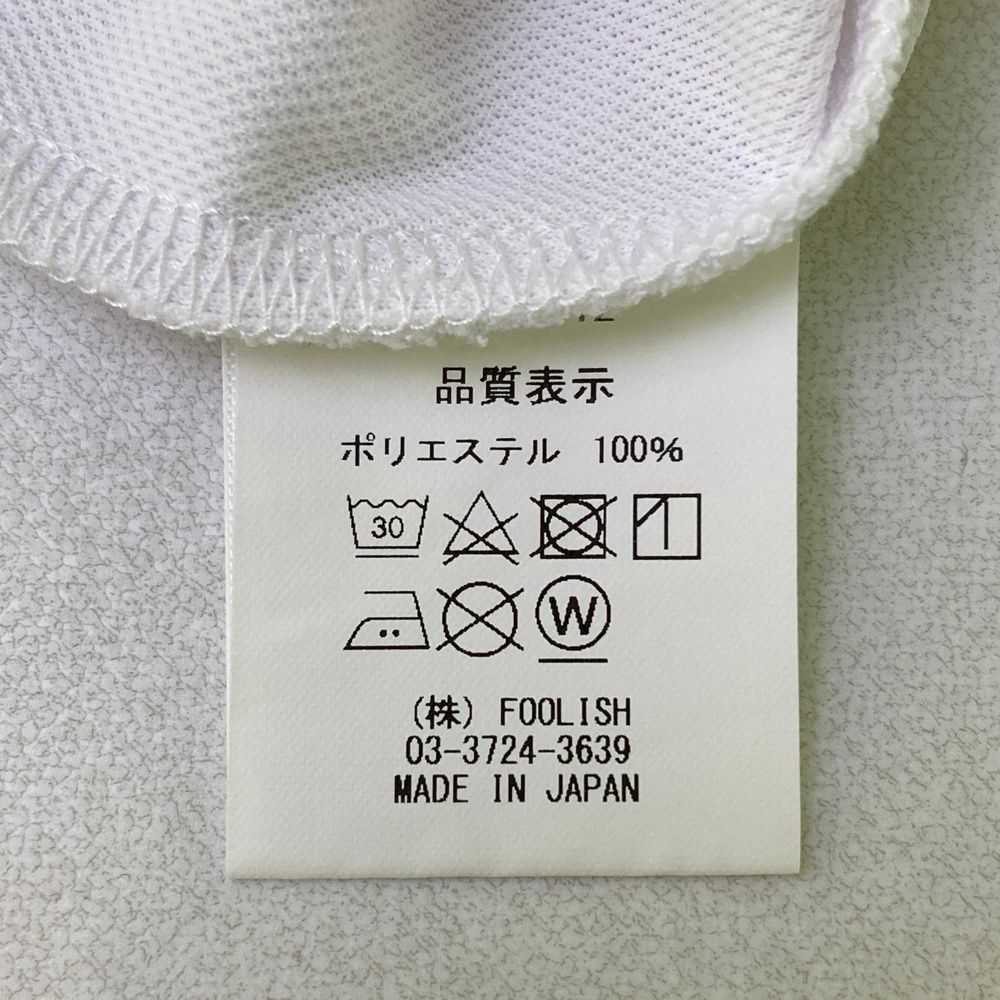 品質表示
ポリエステル 100%
30
W
(株) FOOLISH
03-3724-3639
MADE IN JAPAN